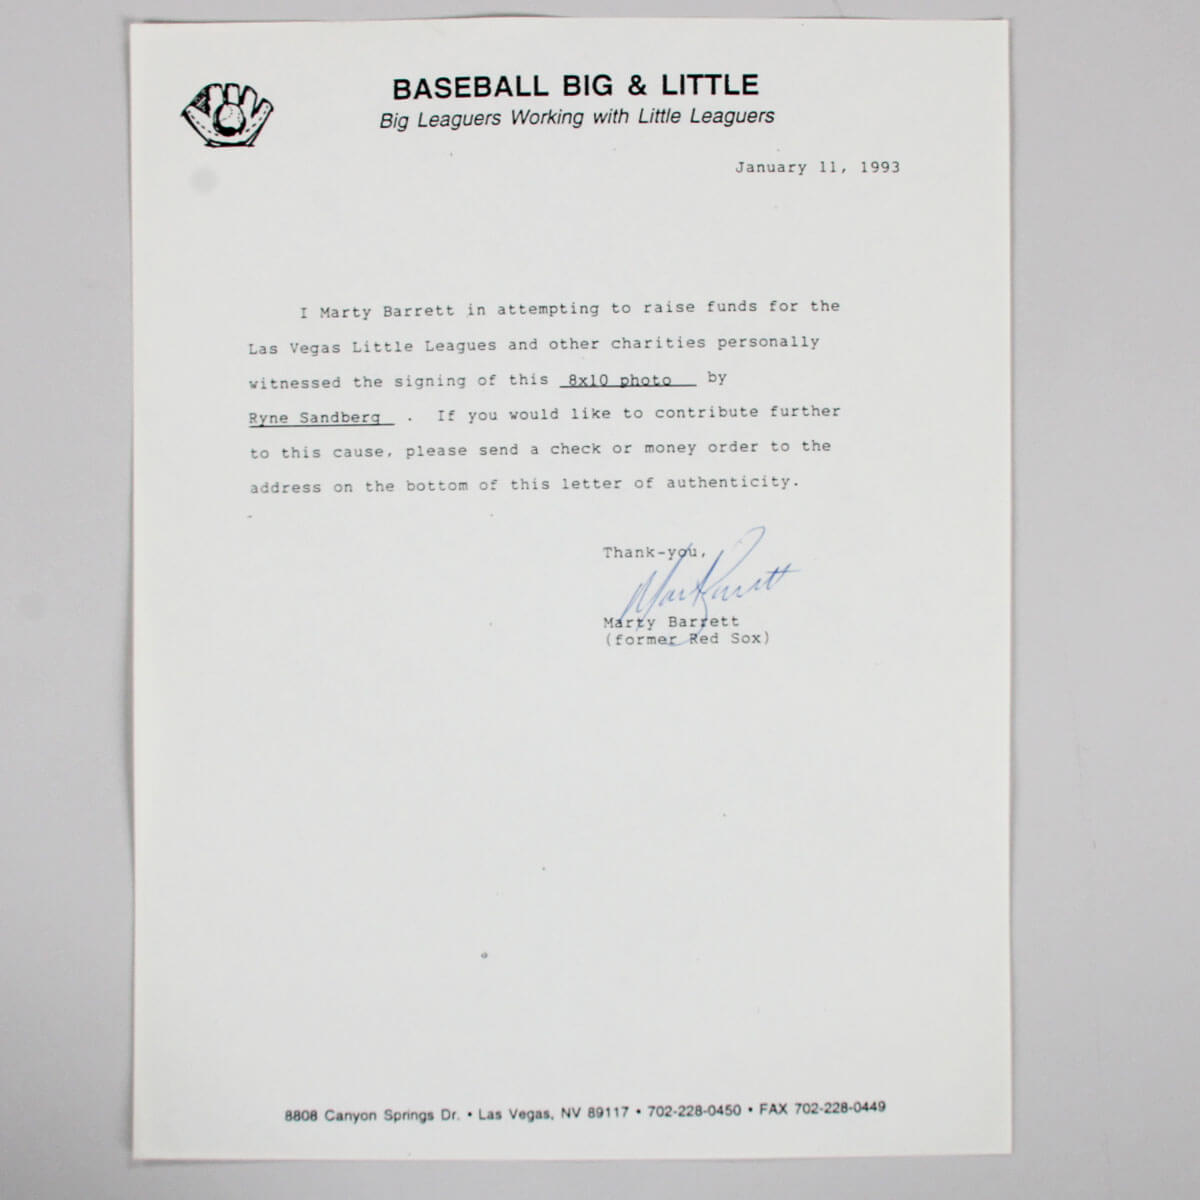 BASEBALL BIG & LITTLE
Big Leaguers Working with Little Leaguers
January 11, 1993
I Marty Barrett in attempting to raise funds for the
Las Vegas Little Leagues and other charities personally
witnessed the signing of this 8x10 photo by
Ryne Sandberg . If you would like to contribute further
to this cause, please send a check or money order to the
address on the bottom of this letter of authenticity.
Thank-you,
Marty Barrett
Marty Barrett
(former Red Sox)
8808 Canyon Springs Dr. • Las Vegas, NV 89117 • 702-228-0450 • FAX 702-228-0449